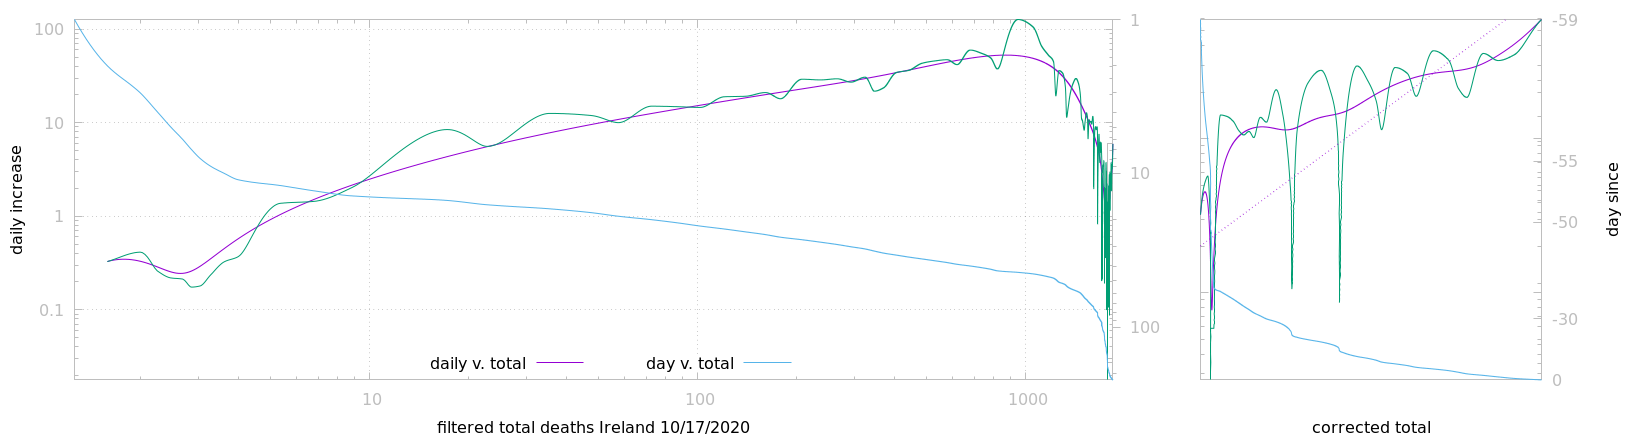 100
10
1
0.1
daily increase
daily v. total
day v. total
10
100
1000
filtered total deaths Ireland 10/17/2020
1
10
100
-59
-55
-50
-30
0
day since
corrected total